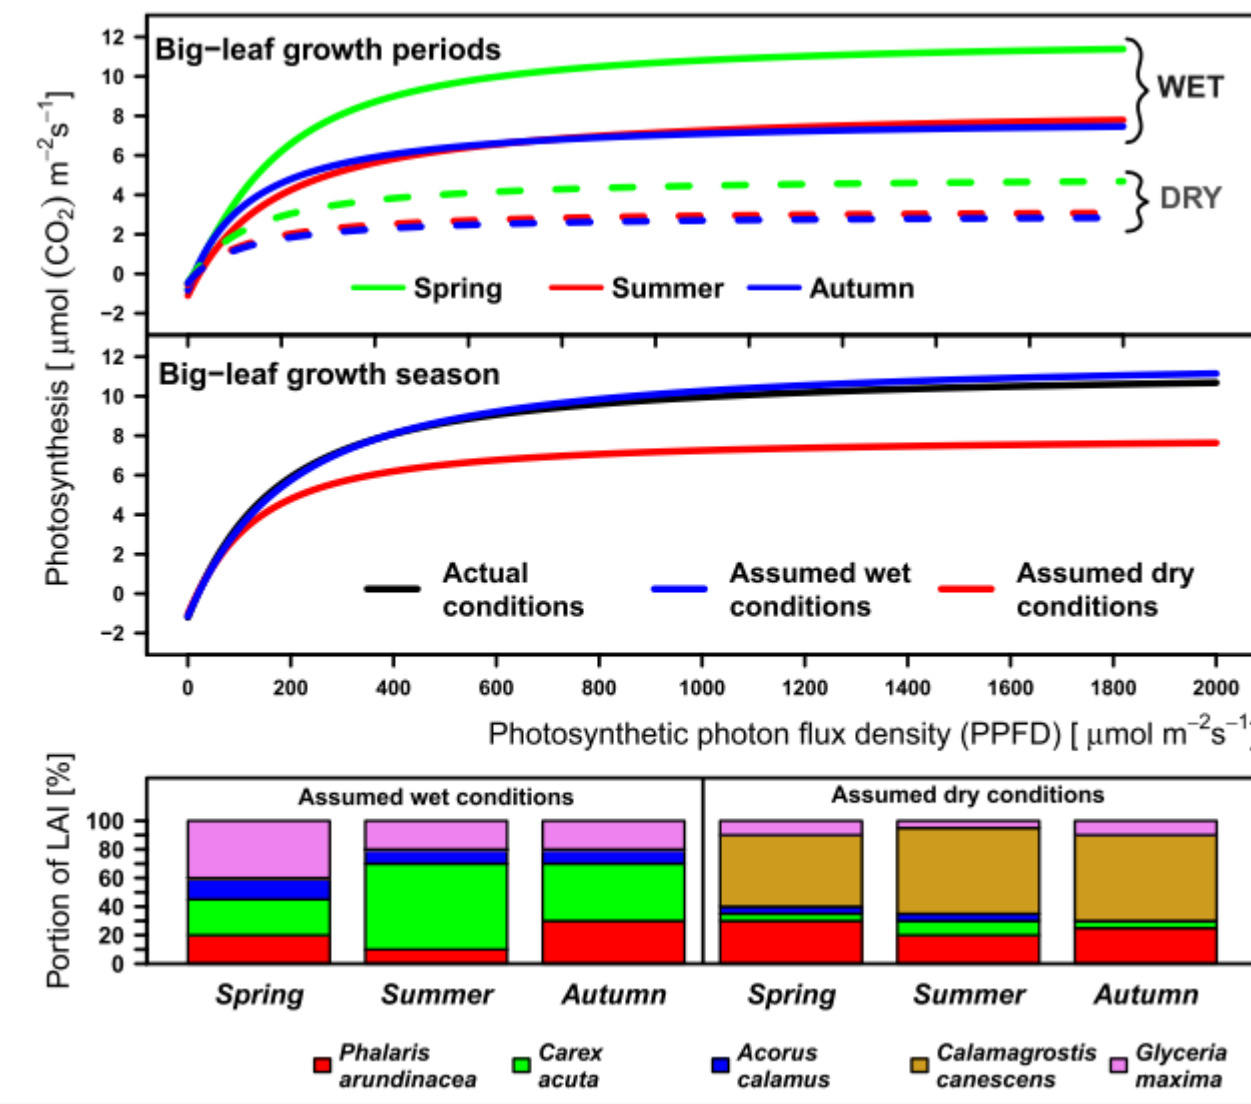 Big−leaf growth periods
12
10
8
6
4
2
0
−2
WET
DRY
Spring Summer Autumn
Photosynthesis [ μmol (CO₂) m⁻²s⁻¹]
Big−leaf growth season
12
10
8
6
4
2
0
−2
Actual conditions
Assumed wet conditions
Assumed dry conditions
0 200 400 600 800 1000 1200 1400 1600 1800 2000
Photosynthetic photon flux density (PPFD) [ μmol m⁻²s⁻¹]
Portion of LAI [%]
Assumed wet conditions Assumed dry conditions
100
80
60
40
20
0
Spring Summer Autumn Spring Summer Autumn
Phalaris arundinacea
Carex acuta
Acorus calamus
Calamagrostis canescens
Glyceria maxima